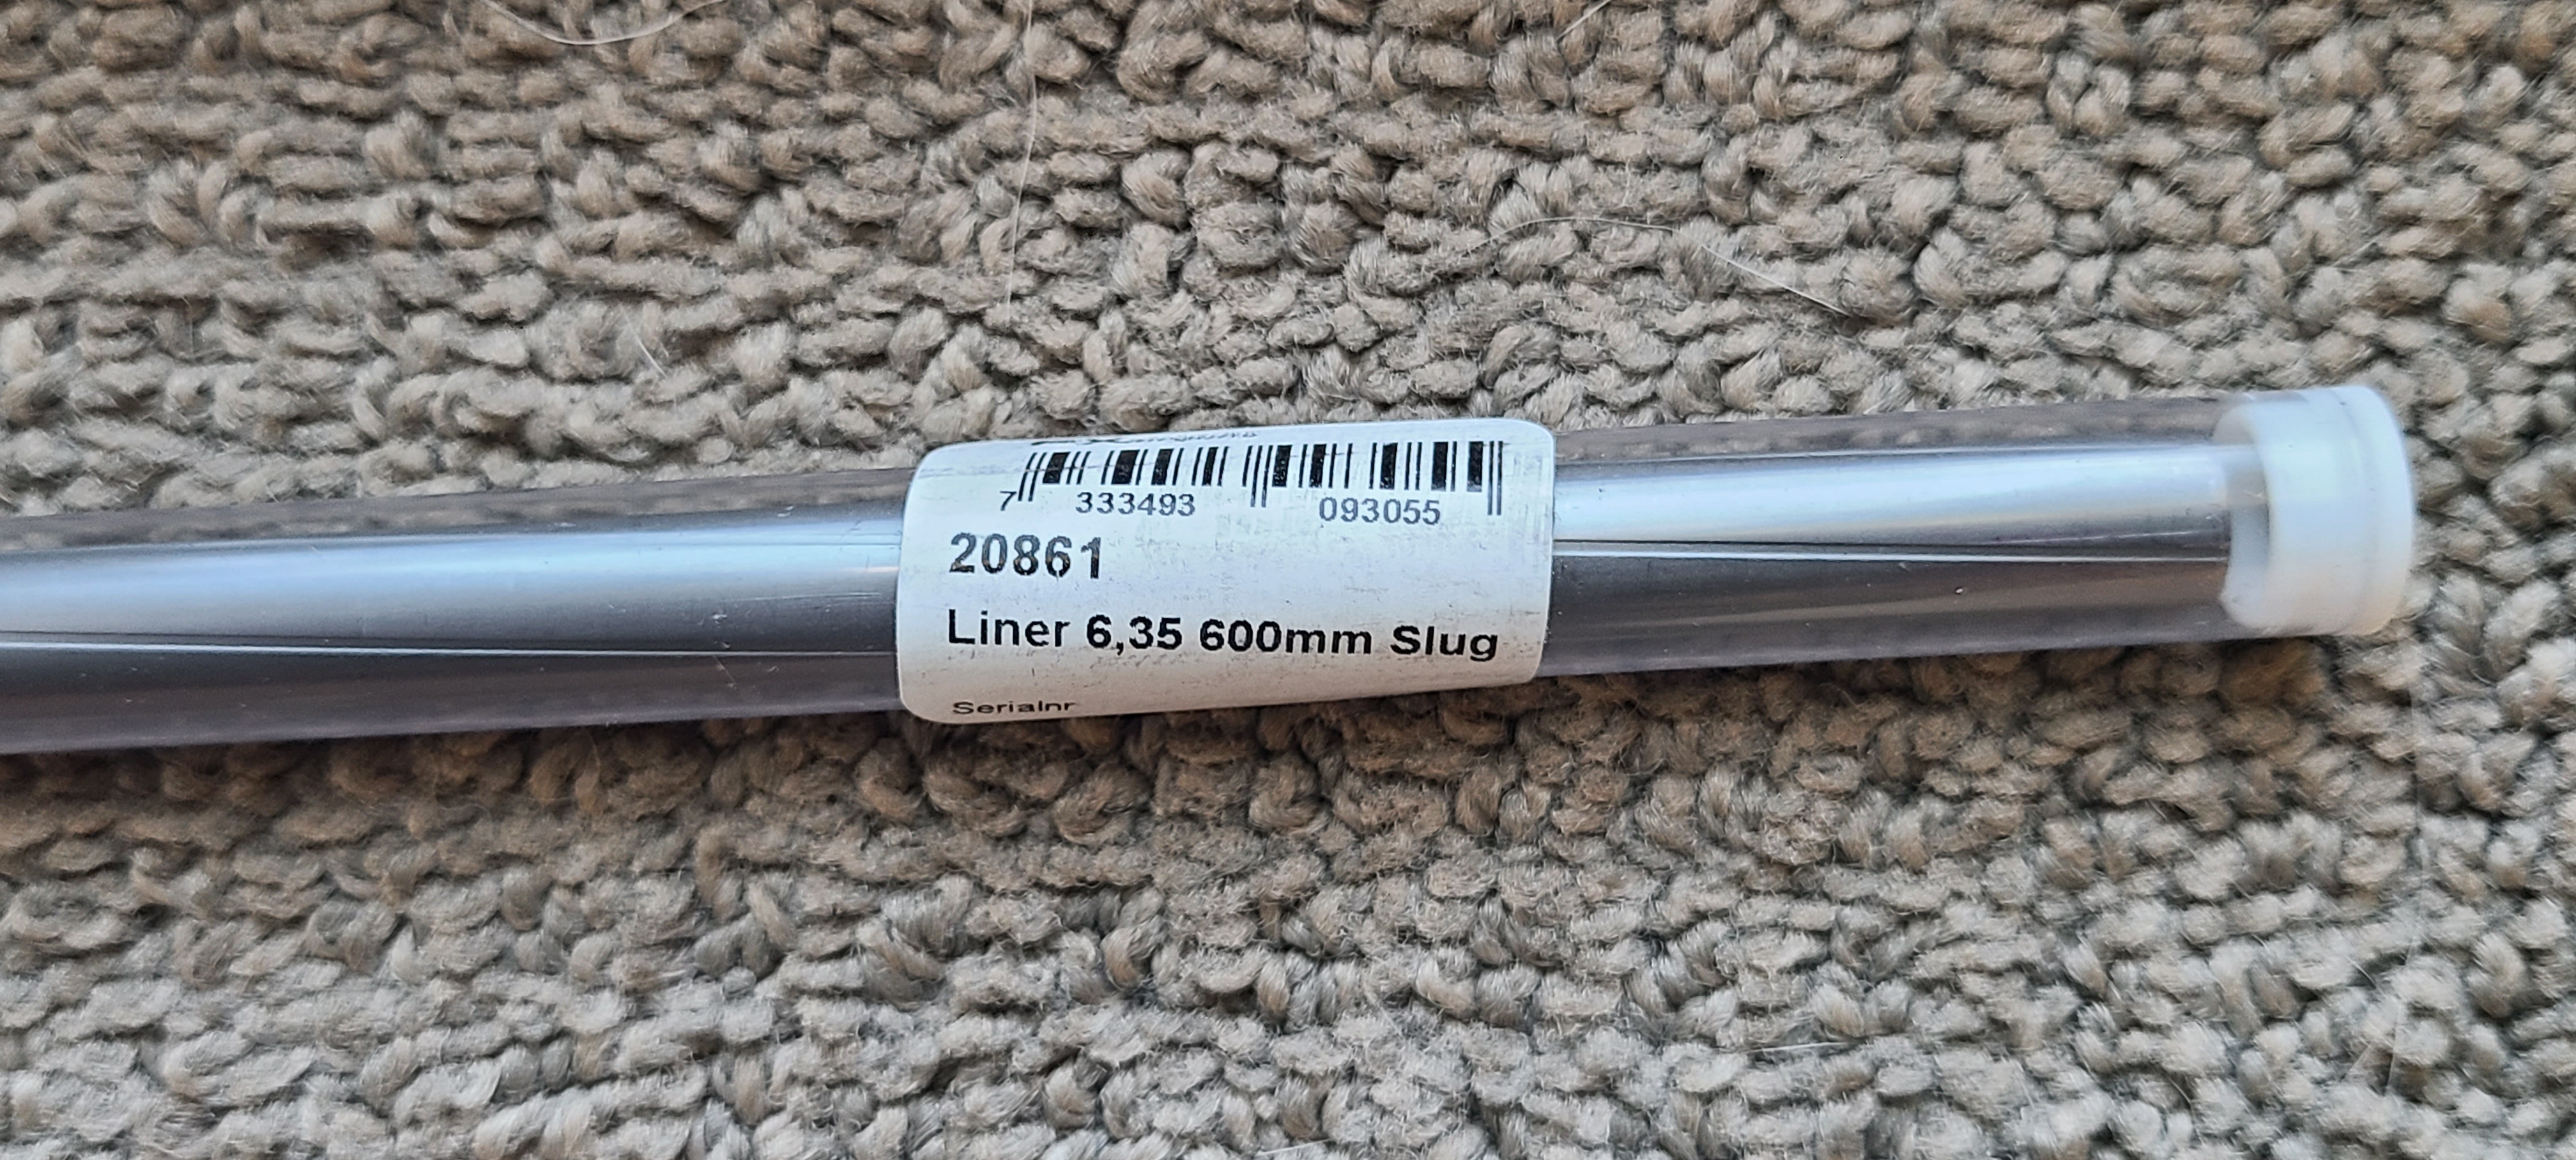 7 333493 093055
20861
Liner 6,35 600mm Slug
Serialnr